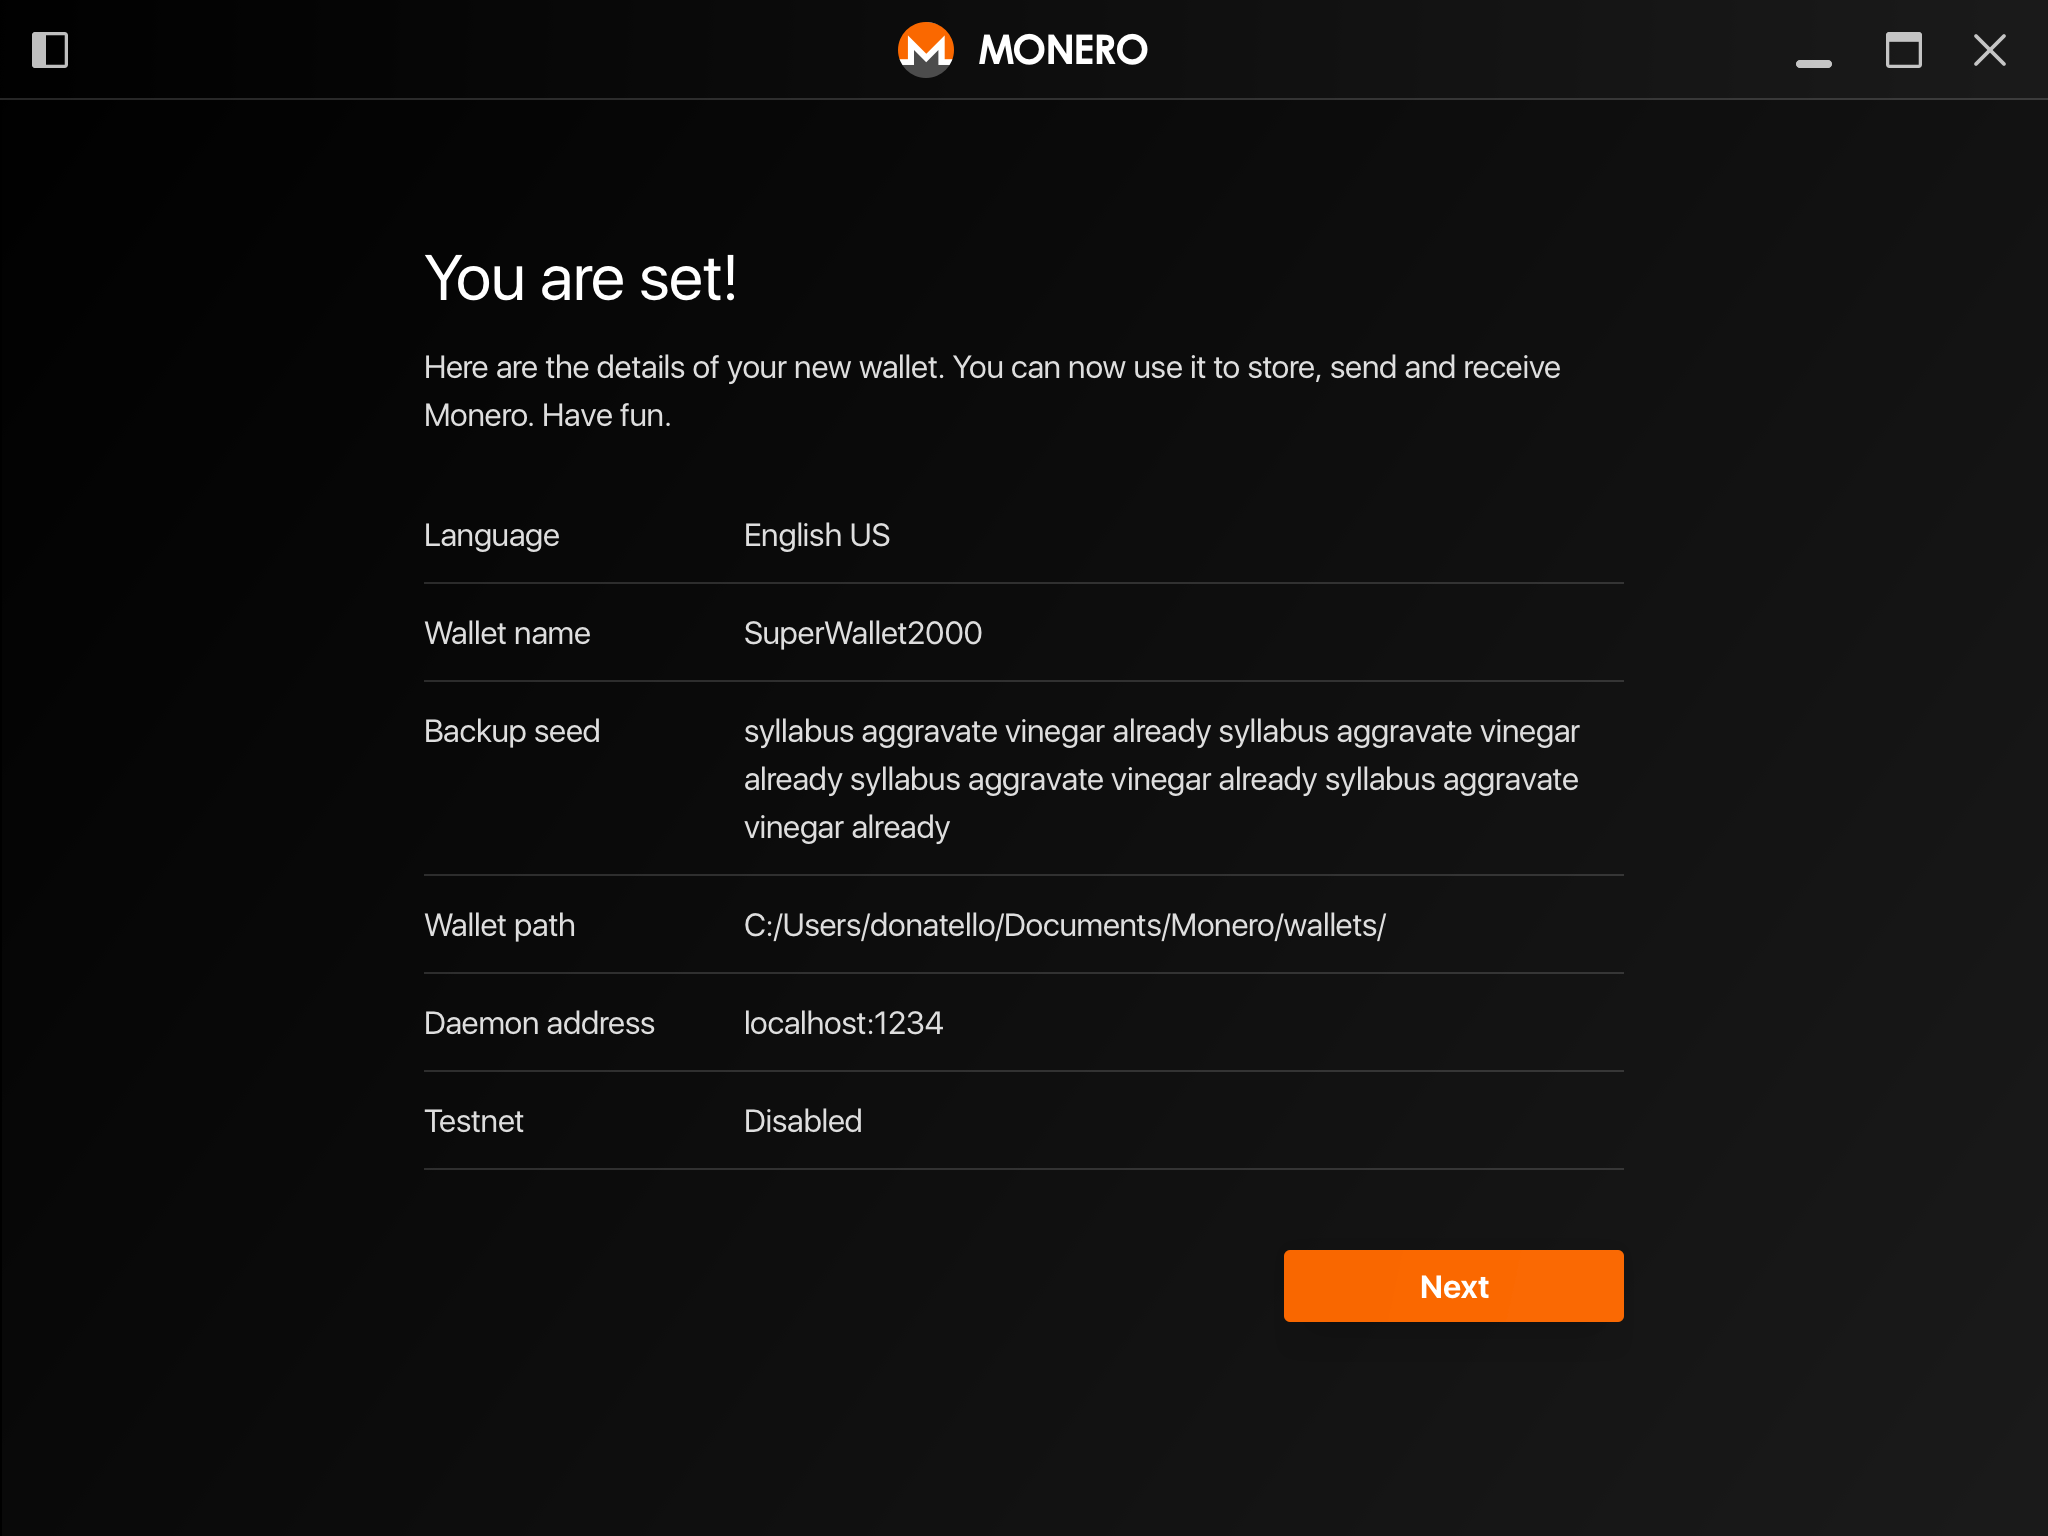 MONERO
You are set!
Here are the details of your new wallet. You can now use it to store, send and receive
Monero. Have fun.
Language English US
Wallet name SuperWallet2000
Backup seed syllabus aggravate vinegar already syllabus aggravate vinegar
already syllabus aggravate vinegar already syllabus aggravate
vinegar already
Wallet path C:/Users/donatello/Documents/Monero/wallets/
Daemon address localhost:1234
Testnet Disabled
Next